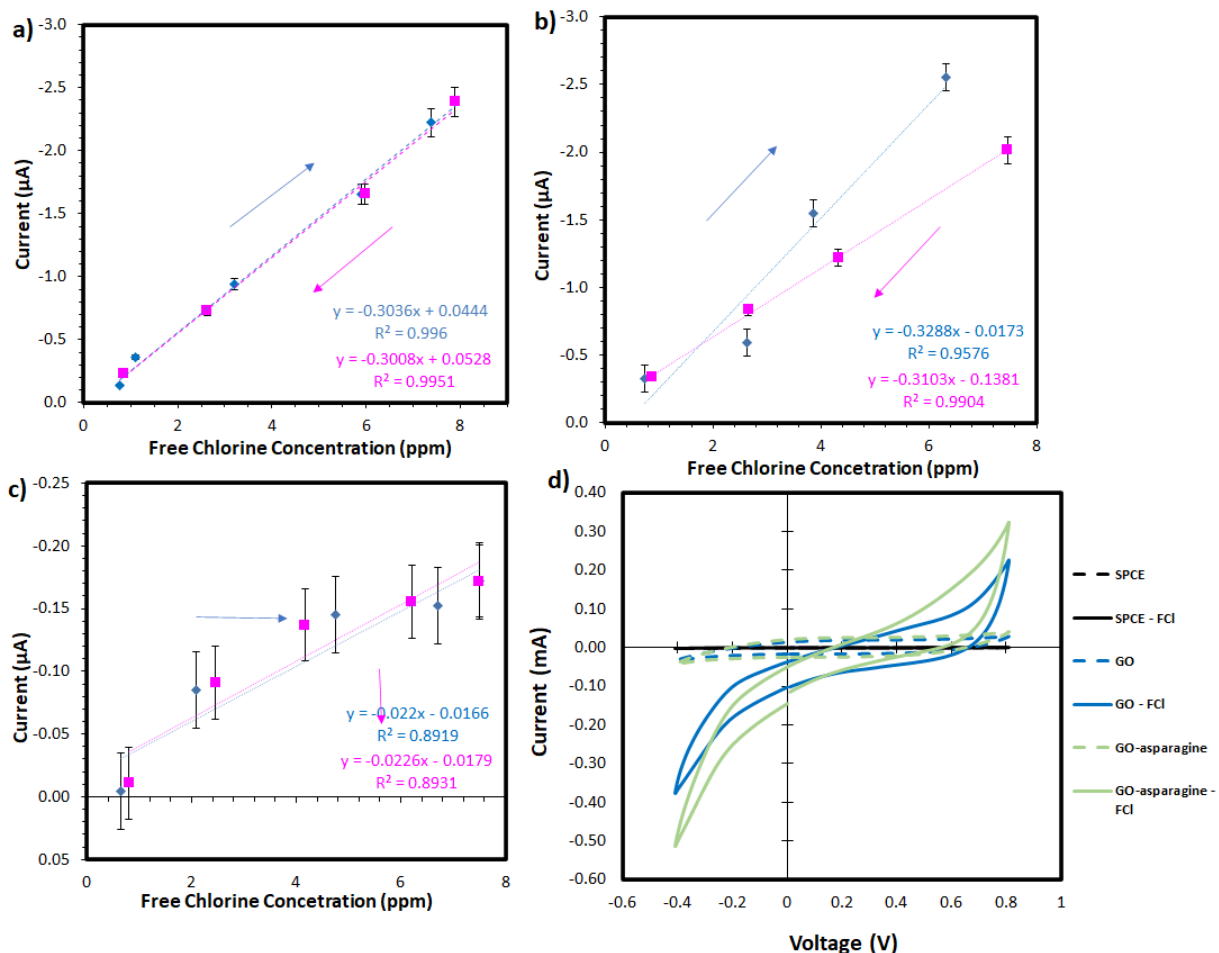 a)
-3.0
-2.5
-2.0
-1.5
-1.0
-0.5
0.0
Current (µA)
y = -0.3036x + 0.0444
R² = 0.996
y = -0.3008x + 0.0528
R² = 0.9951
0
2
4
6
8
Free Chlorine Concentration (ppm)
b)
-3.0
-2.5
-2.0
-1.5
-1.0
-0.5
-0.0
Current (µA)
y = -0.3288x - 0.0173
R² = 0.9576
y = -0.3103x - 0.1381
R² = 0.9904
0
2
4
6
8
Free Chlorine Concetration (ppm)
c)
-0.25
-0.20
-0.15
-0.10
-0.05
0.00
0.05
Current (µA)
y = -0.022x - 0.0166
R² = 0.8919
y = -0.0226x - 0.0179
R² = 0.8931
0
2
4
6
8
Free Chlorine Concetration (ppm)
d)
0.40
0.30
0.20
0.10
0.00
-0.10
-0.20
-0.30
-0.40
-0.50
-0.60
Current (mA)
-0.6
-0.4
-0.2
0
0.2
0.4
0.6
0.8
1
Voltage (V)
SPCE
SPCE - FCl
GO
GO - FCl
GO-asparagine
GO-asparagine -
FCl